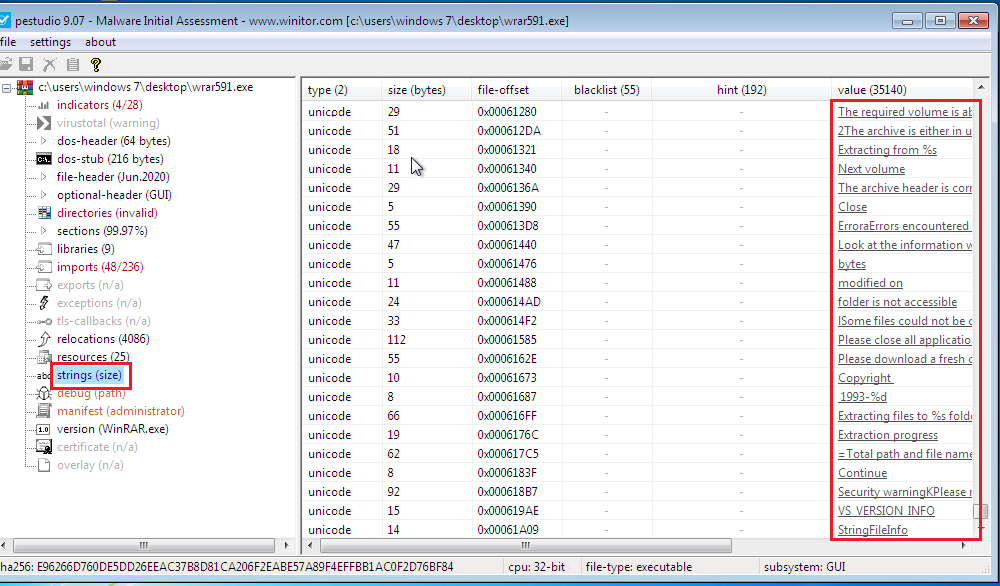 pestudio 9.07 - Malware Initial Assessment - www.winitor.com [c:\users\windows 7\desktop\wrar591.exe]
file settings about
c:\users\windows 7\desktop\wrar591.exe
indicators (4/28)
virustotal (warning)
dos-header (64 bytes)
dos-stub (216 bytes)
file-header (Jun.2020)
optional-header (GUI)
directories (invalid)
sections (99.97%)
libraries (9)
imports (48/236)
exports (n/a)
exceptions (n/a)
tls-callbacks (n/a)
relocations (4086)
resources (25)
abc strings (size)
debug (path)
manifest (administrator)
1.0 version (WinRAR.exe)
certificate (n/a)
overlay (n/a)
type (2) size (bytes) file-offset blacklist (55) hint (192) value (35140)
unicode 29 0x00061280 - - The required volume is ab
unicode 51 0x000612DA - - 2The archive is either in u
unicode 18 0x00061321 - - Extracting from %s
unicode 11 0x00061340 - - Next volume
unicode 29 0x0006136A - - The archive header is corr
unicode 5 0x00061390 - - Close
unicode 55 0x000613D8 - - ErroraErrors encountered
unicode 47 0x00061440 - - Look at the information w
unicode 5 0x00061476 - - bytes
unicode 11 0x00061488 - - modified on
unicode 24 0x000614AD - - folder is not accessible
unicode 33 0x000614F2 - - ISome files could not be c
unicode 112 0x00061585 - - Please close all applicatio
unicode 55 0x0006162E - - Please download a fresh c
unicode 10 0x00061673 - - Copyright
unicode 8 0x00061687 - - 1993-%d
unicode 66 0x000616FF - - Extracting files to %s folde
unicode 19 0x0006176C - - Extraction progress
unicode 62 0x000617C5 - - =Total path and file name
unicode 8 0x0006183F - - Continue
unicode 92 0x000618B7 - - Security warningKPlease r
unicode 15 0x000619AE - - VS_VERSION_INFO
unicode 14 0x00061A09 - - StringFileInfo
ha256: E96266D760DE5DD26EEAC37B8D81CA206F2EABE57A89F4EFFBB1AC0F2D76BF84 cpu: 32-bit file-type: executable subsystem: GUI